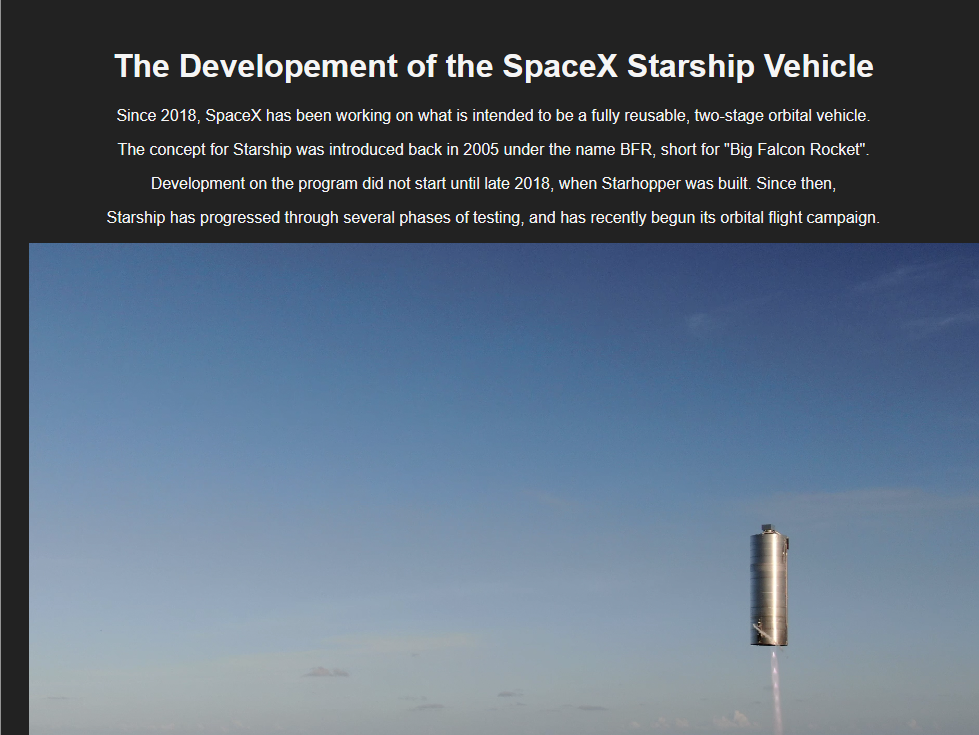 The Developement of the SpaceX Starship Vehicle
Since 2018, SpaceX has been working on what is intended to be a fully reusable, two-stage orbital vehicle.
The concept for Starship was introduced back in 2005 under the name BFR, short for "Big Falcon Rocket".
Development on the program did not start until late 2018, when Starhopper was built. Since then,
Starship has progressed through several phases of testing, and has recently begun its orbital flight campaign.